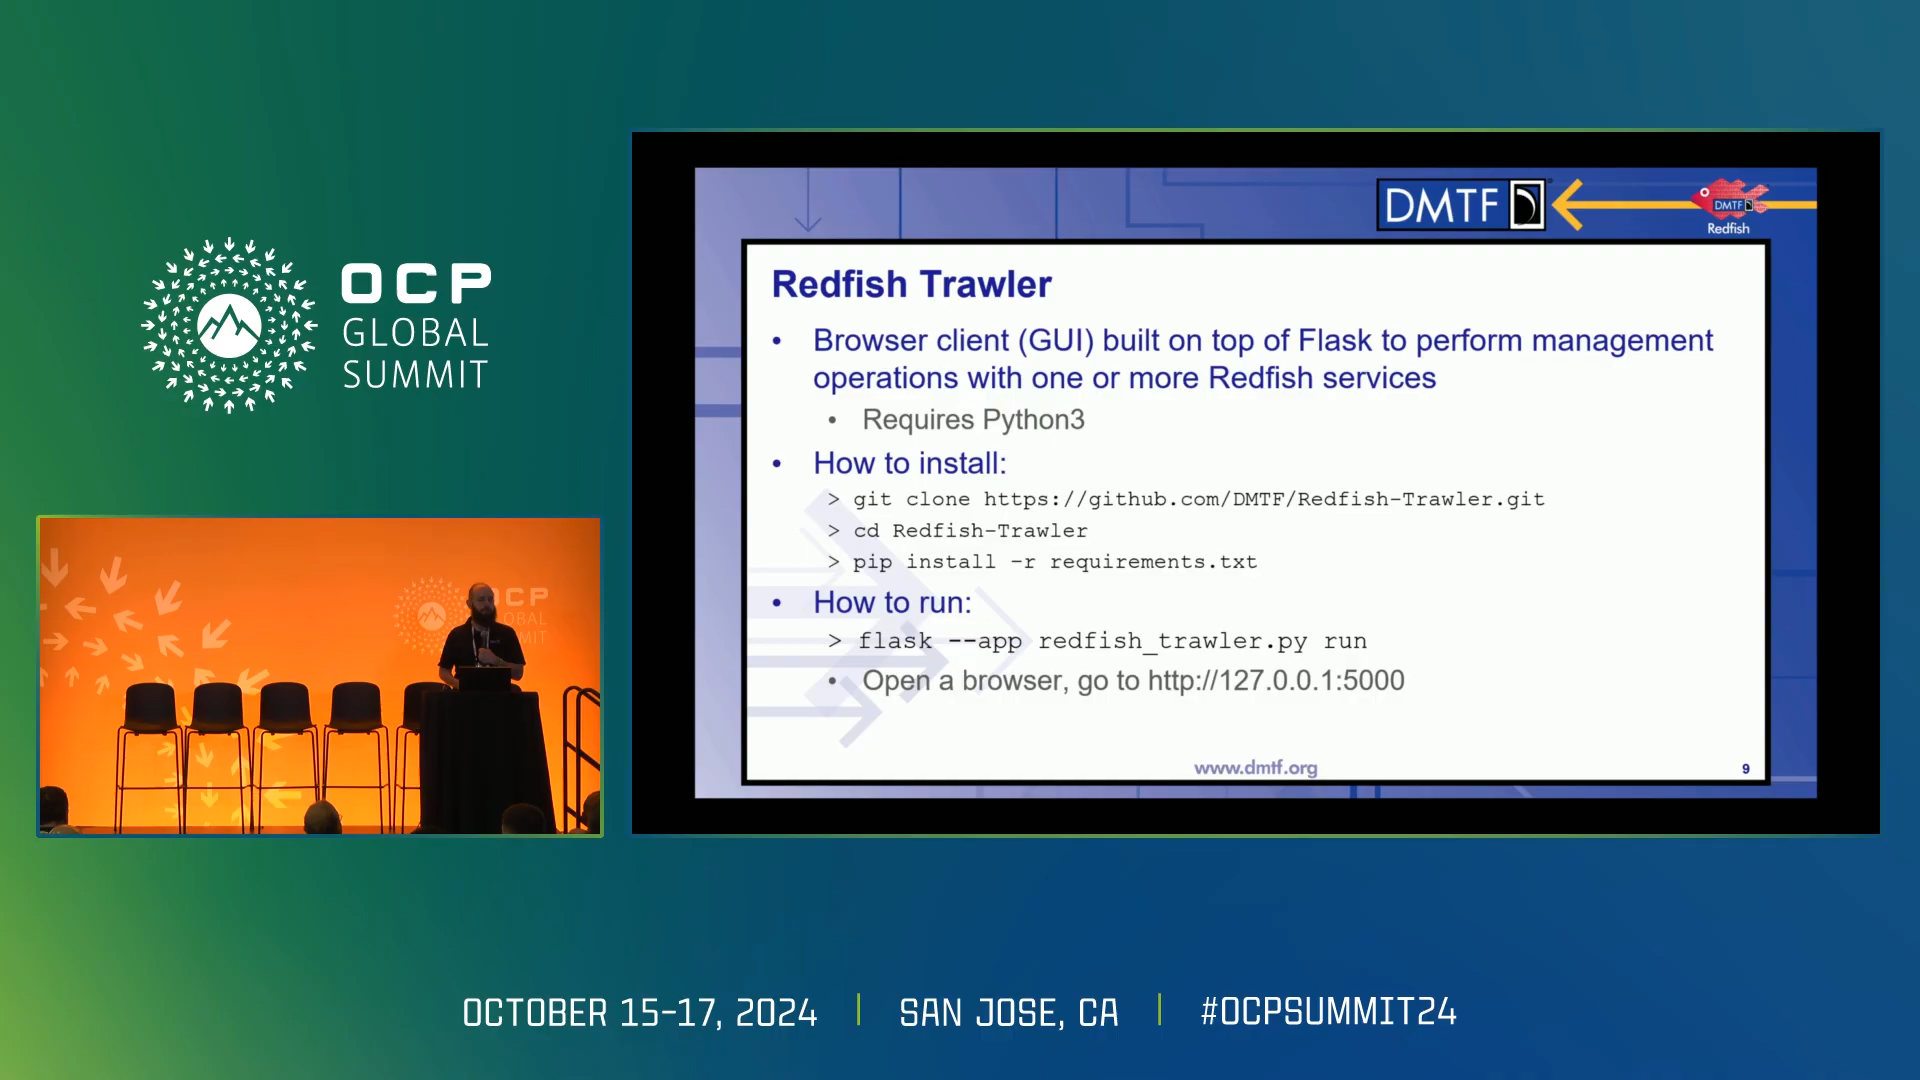 OCP
GLOBAL
SUMMIT
DMTF
DMTF
Redfish
Redfish Trawler
• Browser client (GUI) built on top of Flask to perform management
operations with one or more Redfish services
• Requires Python3
• How to install:
> git clone https://github.com/DMTF/Redfish-Trawler.git
> cd Redfish-Trawler
> pip install -r requirements.txt
• How to run:
> flask --app redfish_trawler.py run
• Open a browser, go to http://127.0.0.1:5000
www.dmtf.org
9
OCTOBER 15-17, 2024 | SAN JOSE, CA | #OCPSUMMIT24